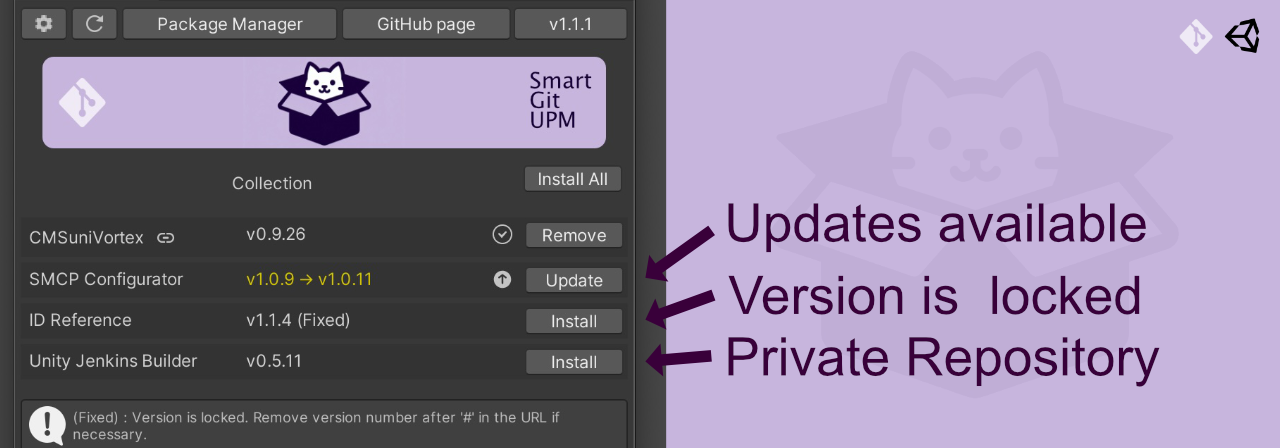 Package Manager GitHub page v1.1.1
Smart
Git
UPM
Collection Install All
CMSuniVortex v0.9.26 Remove
SMCP Configurator v1.0.9 → v1.0.11 Update
ID Reference v1.1.4 (Fixed) Install
Unity Jenkins Builder v0.5.11 Install
(Fixed) : Version is locked. Remove version number after '#' in the URL if
necessary.
Updates available
Version is locked
Private Repository